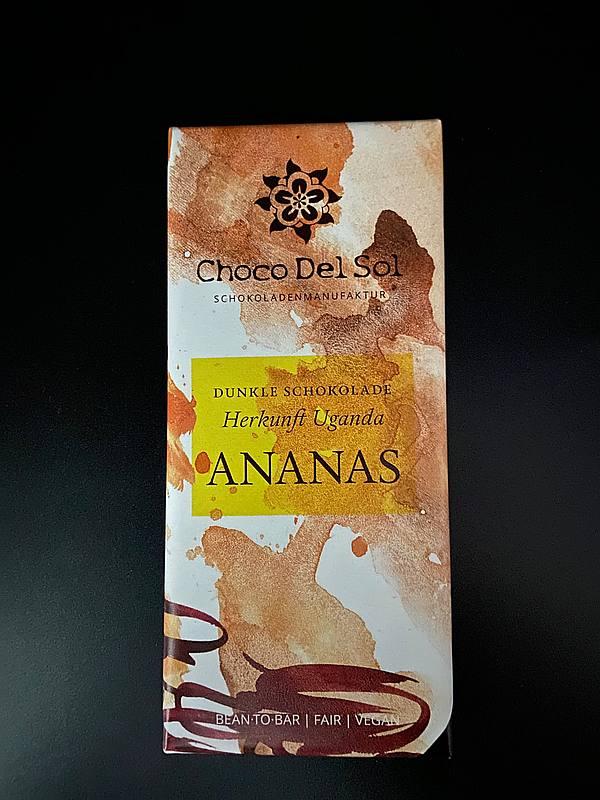 Choco Del Sol
SCHOKOLADENMANUFAKTUR
DUNKLE SCHOKOLADE
Herkunft Uganda
ANANAS
BEAN·TO·BAR | FAIR | VEGAN